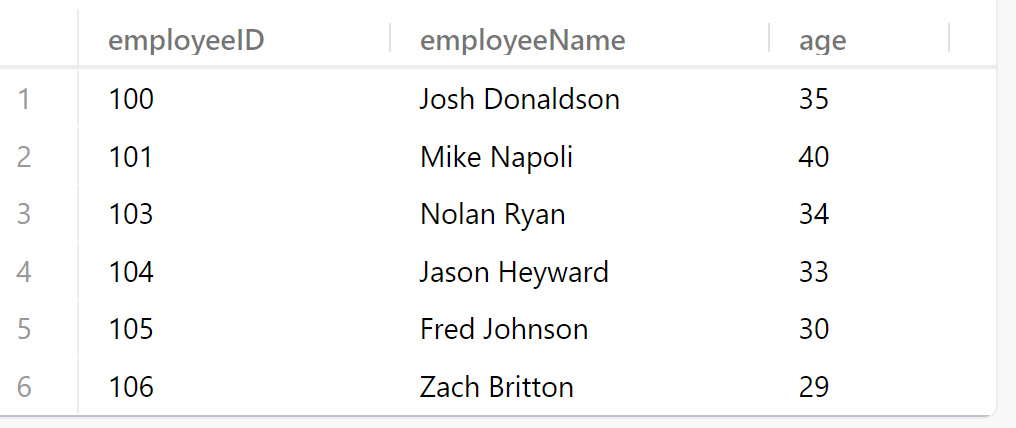 employeeID employeeName age
1 100 Josh Donaldson 35
2 101 Mike Napoli 40
3 103 Nolan Ryan 34
4 104 Jason Heyward 33
5 105 Fred Johnson 30
6 106 Zach Britton 29